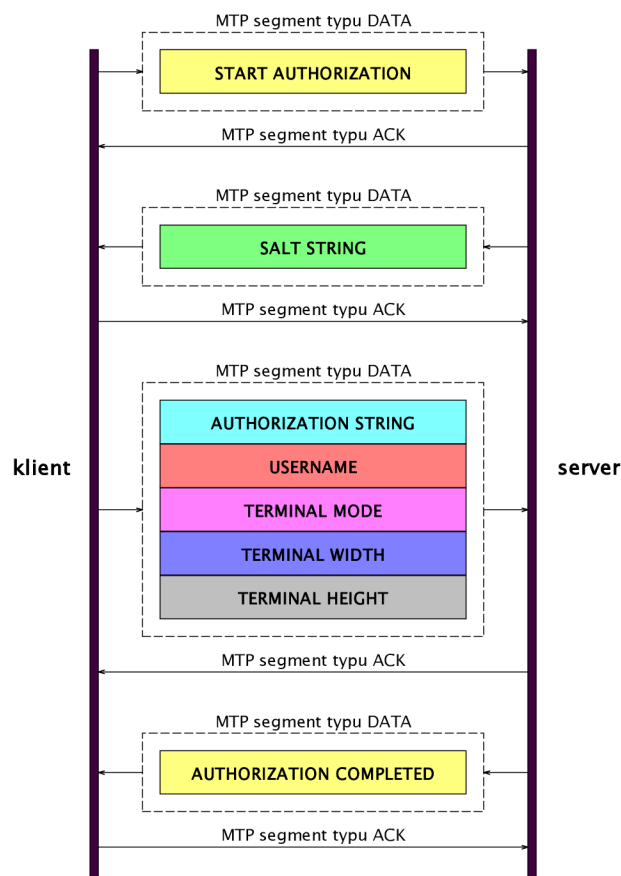 MTP segment typu DATA
START AUTHORIZATION
MTP segment typu ACK
MTP segment typu DATA
SALT STRING
MTP segment typu ACK
MTP segment typu DATA
AUTHORIZATION STRING
klient
USERNAME
server
TERMINAL MODE
TERMINAL WIDTH
TERMINAL HEIGHT
MTP segment typu ACK
MTP segment typu DATA
AUTHORIZATION COMPLETED
MTP segment typu ACK